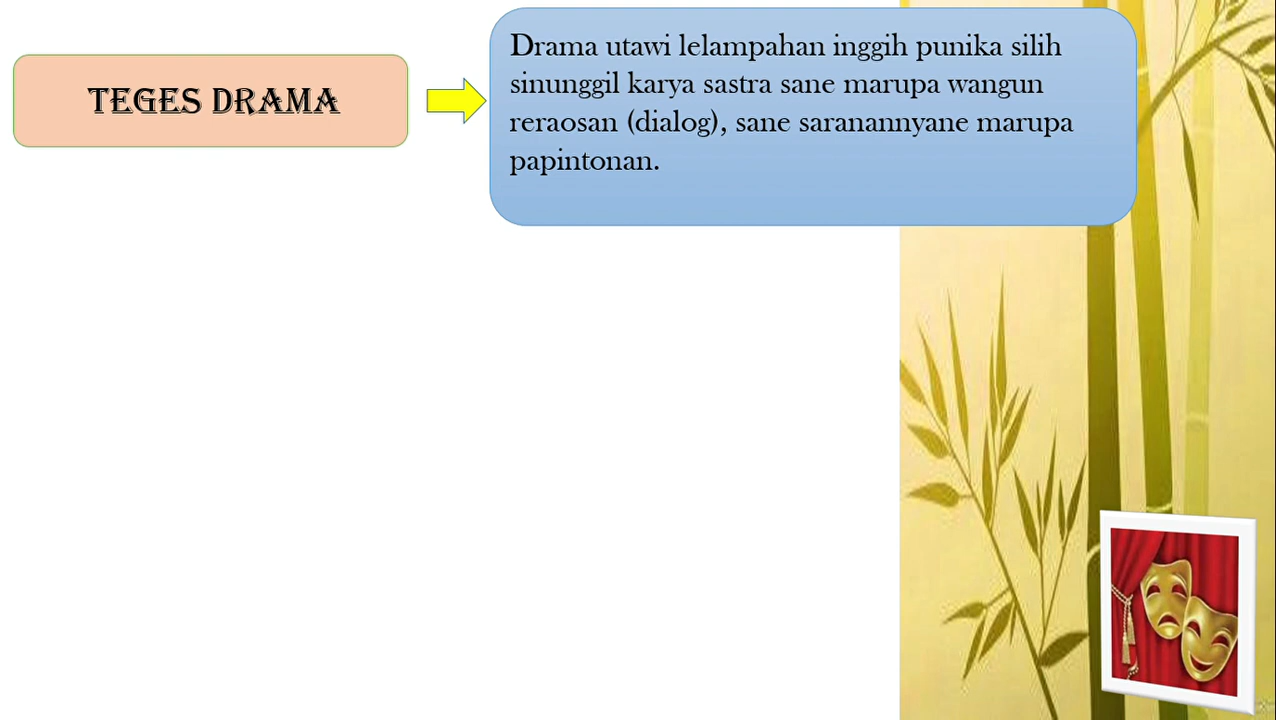 TEGES DRAMA
Drama utawi lelampahan inggih punika silih
sinunggil karya sastra sane marupa wangun
reraosan (dialog), sane saranannyane marupa
papintonan.